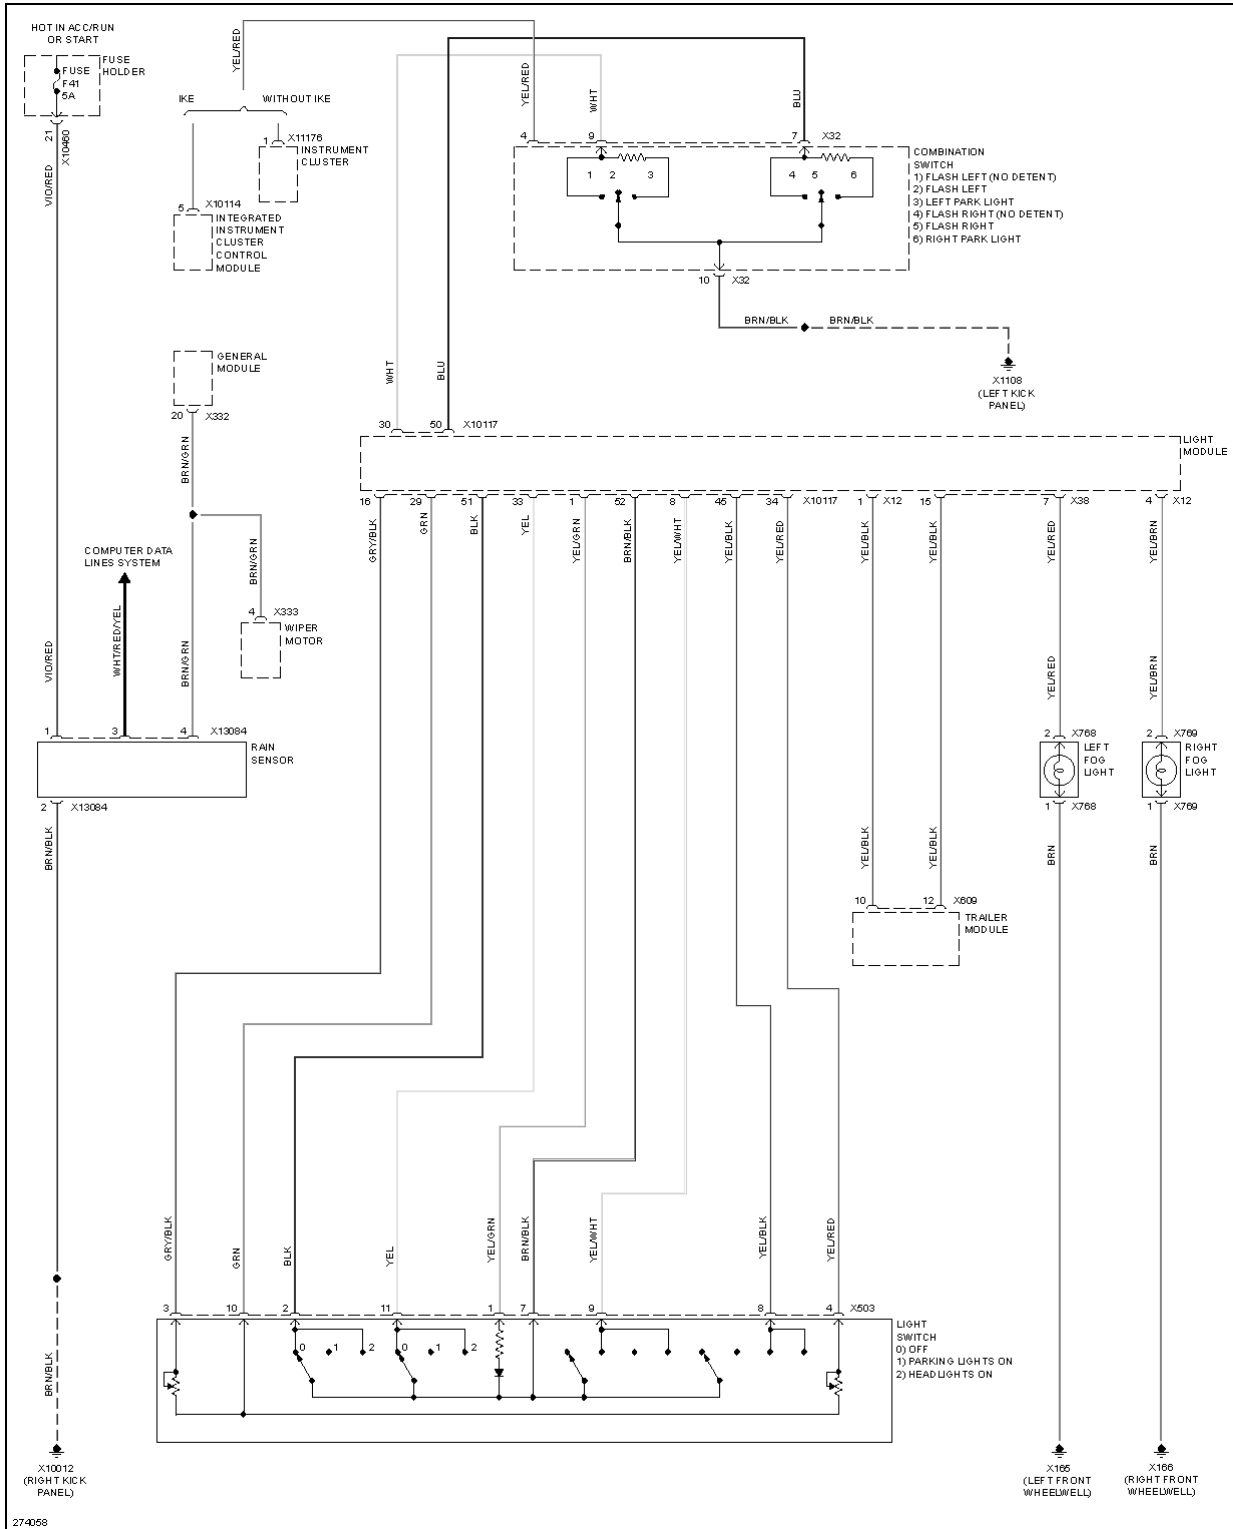 HOT IN ACC/RUN
OR START
FUSE
HOLDER
FUSE
F41
5A
21
X10460
VIO/RED
YEL/RED
IKE
WITHOUT IKE
1
X11176
INSTRUMENT
CLUSTER
5
X10114
INTEGRATED
INSTRUMENT
CLUSTER
CONTROL
MODULE
YEL/RED
WHT
BLU
4
9
7
X32
1
2
3
4
5
6
COMBINATION
SWITCH
1) FLASH LEFT (NO DETENT)
2) FLASH LEFT
3) LEFT PARK LIGHT
4) FLASH RIGHT (NO DETENT)
5) FLASH RIGHT
6) RIGHT PARK LIGHT
10
X32
BRN/BLK
BRN/BLK
X1108
(LEFT KICK
PANEL)
GENERAL
MODULE
20
X332
BRN/GRN
WHT
BLU
30
50
X10117
LIGHT
MODULE
16
29
51
33
1
52
8
45
34
X10117
1
X12
15
7
X38
4
X12
GRY/BLK
GRN
BLK
YEL
YEL/GRN
BRN/BLK
YEL/WHT
YEL/BLK
YEL/RED
YEL/BLK
YEL/BLK
YEL/RED
YEL/BRN
COMPUTER DATA
LINES SYSTEM
BRN/GRN
4
X333
WIPER
MOTOR
VIO/RED
WHT/RED/YEL
BRN/GRN
YEL/RED
YEL/BRN
1
3
4
X13084
RAIN
SENSOR
2
X13084
BRN/BLK
2
X768
LEFT
FOG
LIGHT
1
X768
2
X769
RIGHT
FOG
LIGHT
1
X769
YEL/BLK
YEL/BLK
BRN
BRN
10
12
X609
TRAILER
MODULE
GRY/BLK
GRN
BLK
YEL
YEL/GRN
BRN/BLK
YEL/WHT
YEL/BLK
YEL/RED
3
10
2
11
1
7
9
8
4
X503
0
1
2
0
1
2
LIGHT
SWITCH
0) OFF
1) PARKING LIGHTS ON
2) HEADLIGHTS ON
BRN/BLK
X10012
(RIGHT KICK
PANEL)
X165
(LEFT FRONT
WHEELWELL)
X166
(RIGHT FRONT
WHEELWELL)
274058